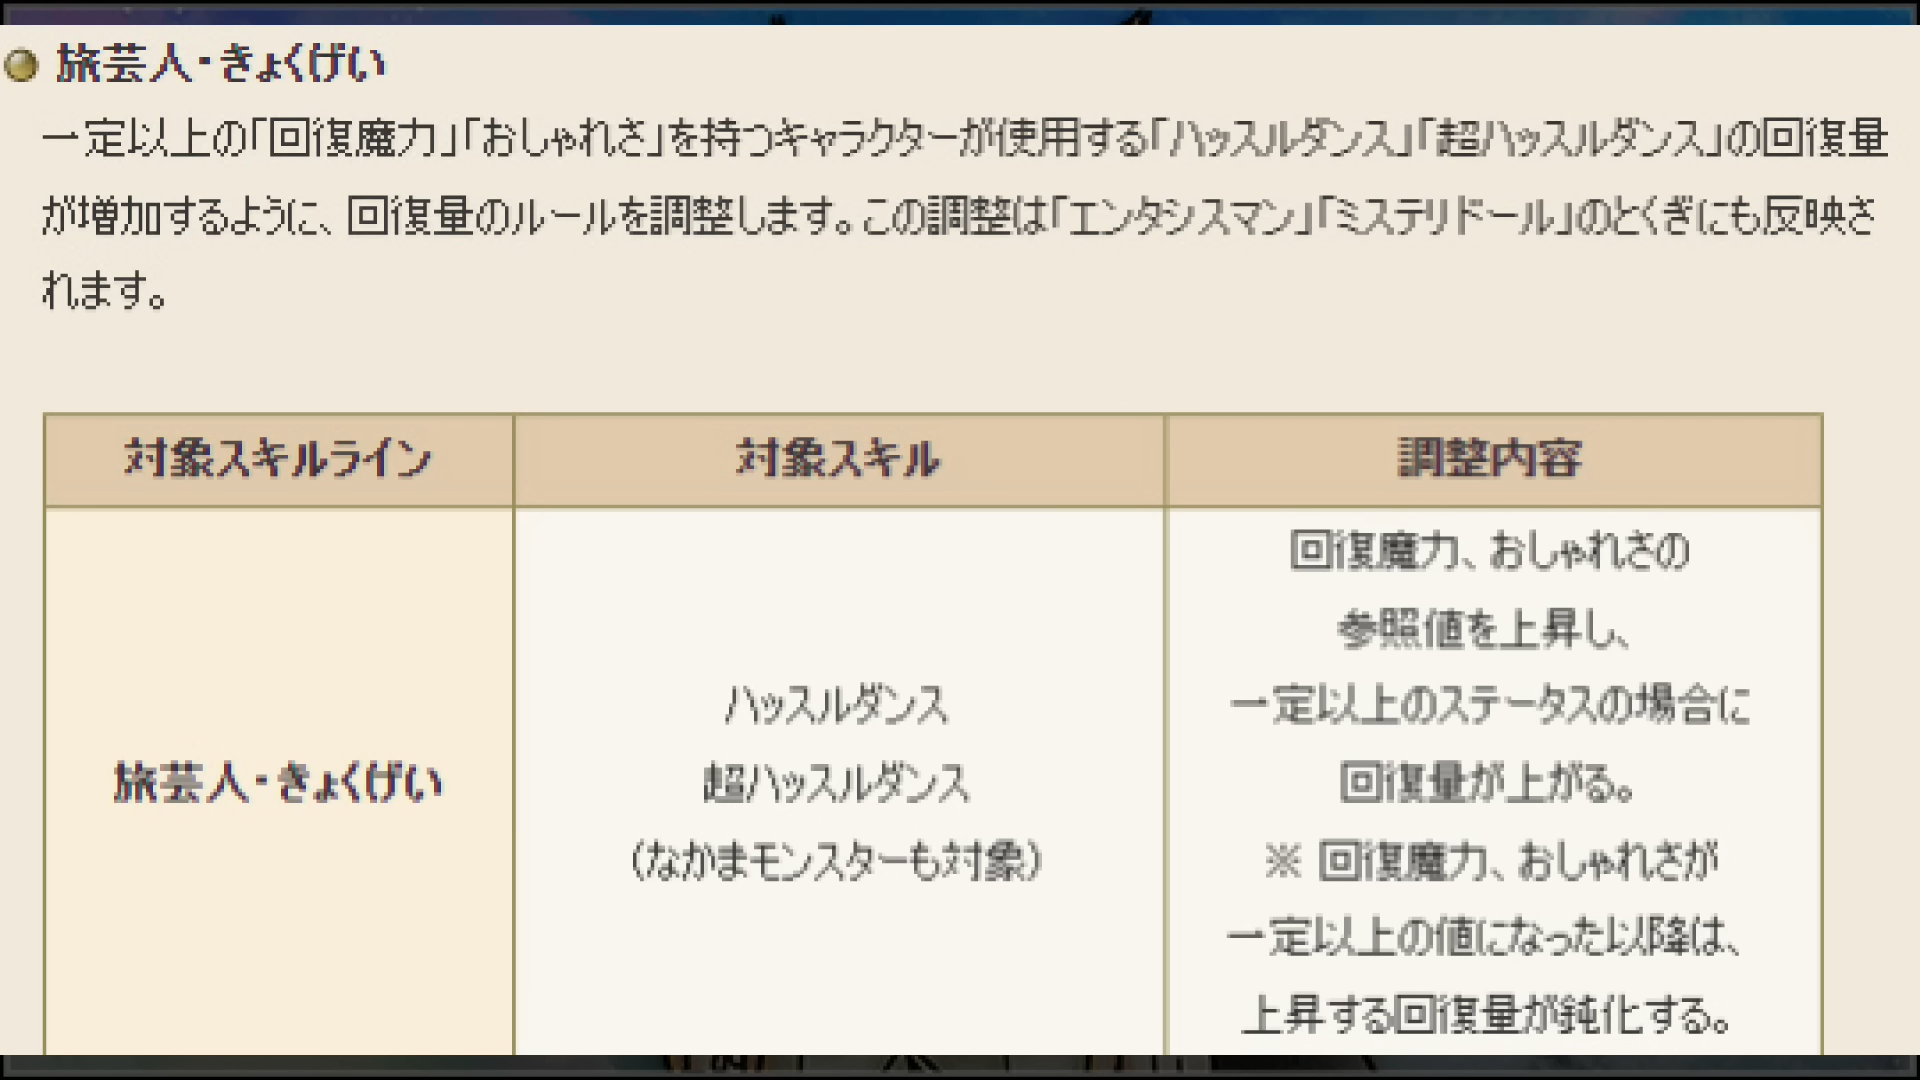 旅芸人・きょくげい
一定以上の「回復魔力」「おしゃれさ」を持つキャラクターが使用する「ハッスルダンス」「超ハッスルダンス」の回復量
が増加するように、回復量のルールを調整します。この調整は「エンタシスマン」「ミステリドール」のとくぎにも反映さ
れます。
対象スキルライン
対象スキル
調整内容
旅芸人・きょくげい
ハッスルダンス
超ハッスルダンス
（なかまモンスターも対象）
回復魔力、おしゃれさの
参照値を上昇し、
一定以上のステータスの場合に
回復量が上がる。
※ 回復魔力、おしゃれさが
一定以上の値になった以降は、
上昇する回復量が鈍化する。